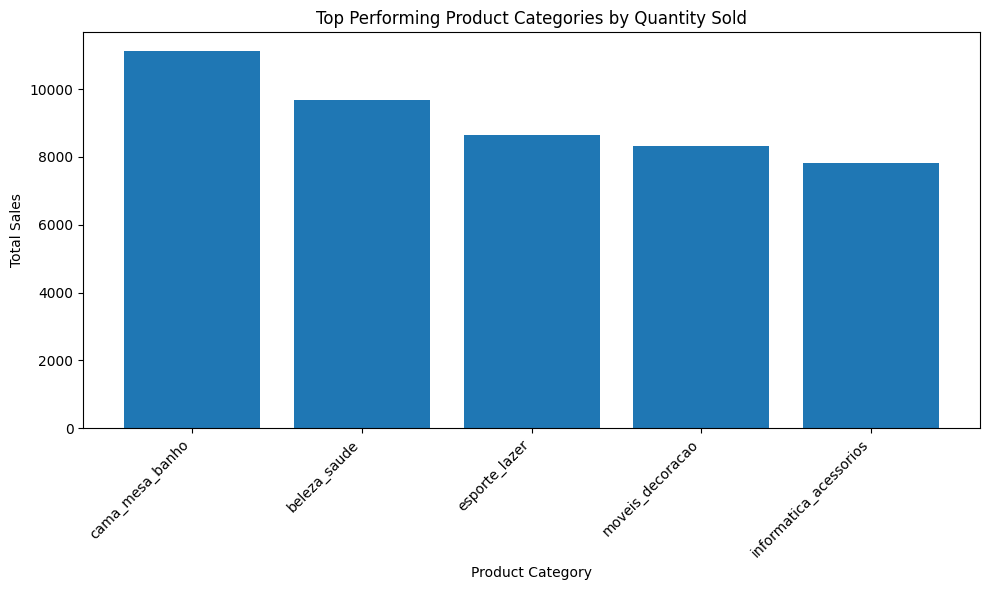 Top Performing Product Categories by Quantity Sold
Total Sales
10000
8000
6000
4000
2000
0
cama_mesa_banho
beleza_saude
esporte_lazer
moveis_decoracao
informatica_acessorios
Product Category